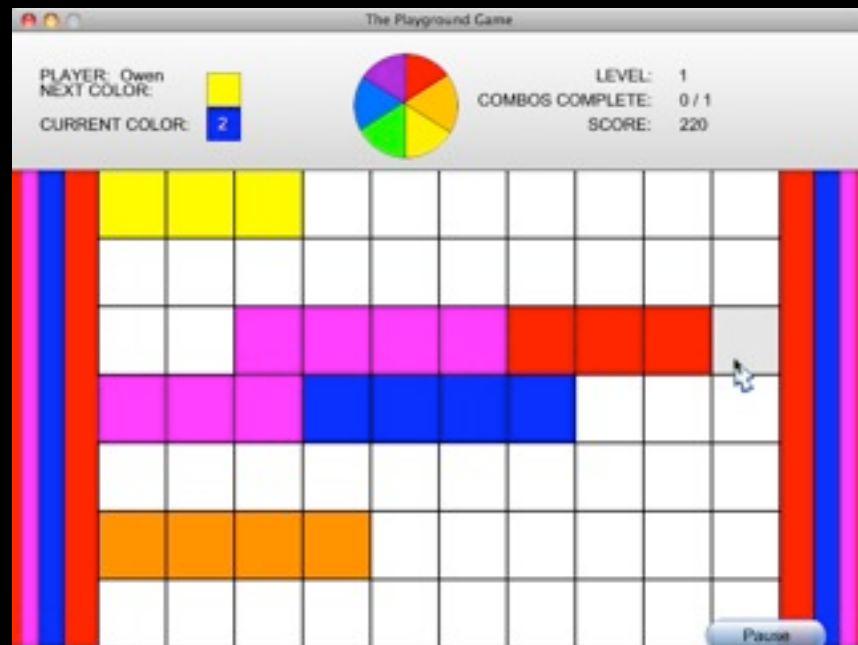 The Playground Game
PLAYER: Owen
NEXT COLOR:
CURRENT COLOR: 2
LEVEL: 1
COMBOS COMPLETE: 0 / 1
SCORE: 220
Pause